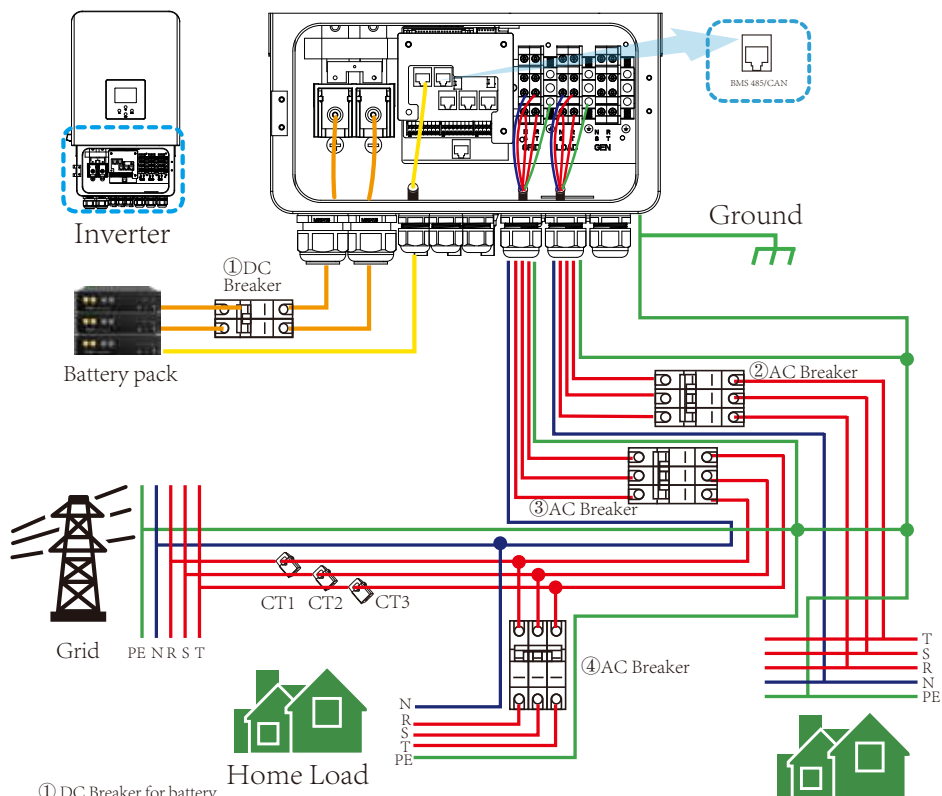 BMS 485/CAN
N R
S T
GRID
N R
S T
LOAD
N R
S T
GEN
Inverter
Ground
①DC
Breaker
Battery pack
②AC Breaker
③AC Breaker
CT1 CT2 CT3
Grid
PE N R S T
④AC Breaker
T
S
R
N
PE
N
R
S
T
PE
Home Load
① DC Breaker for battery